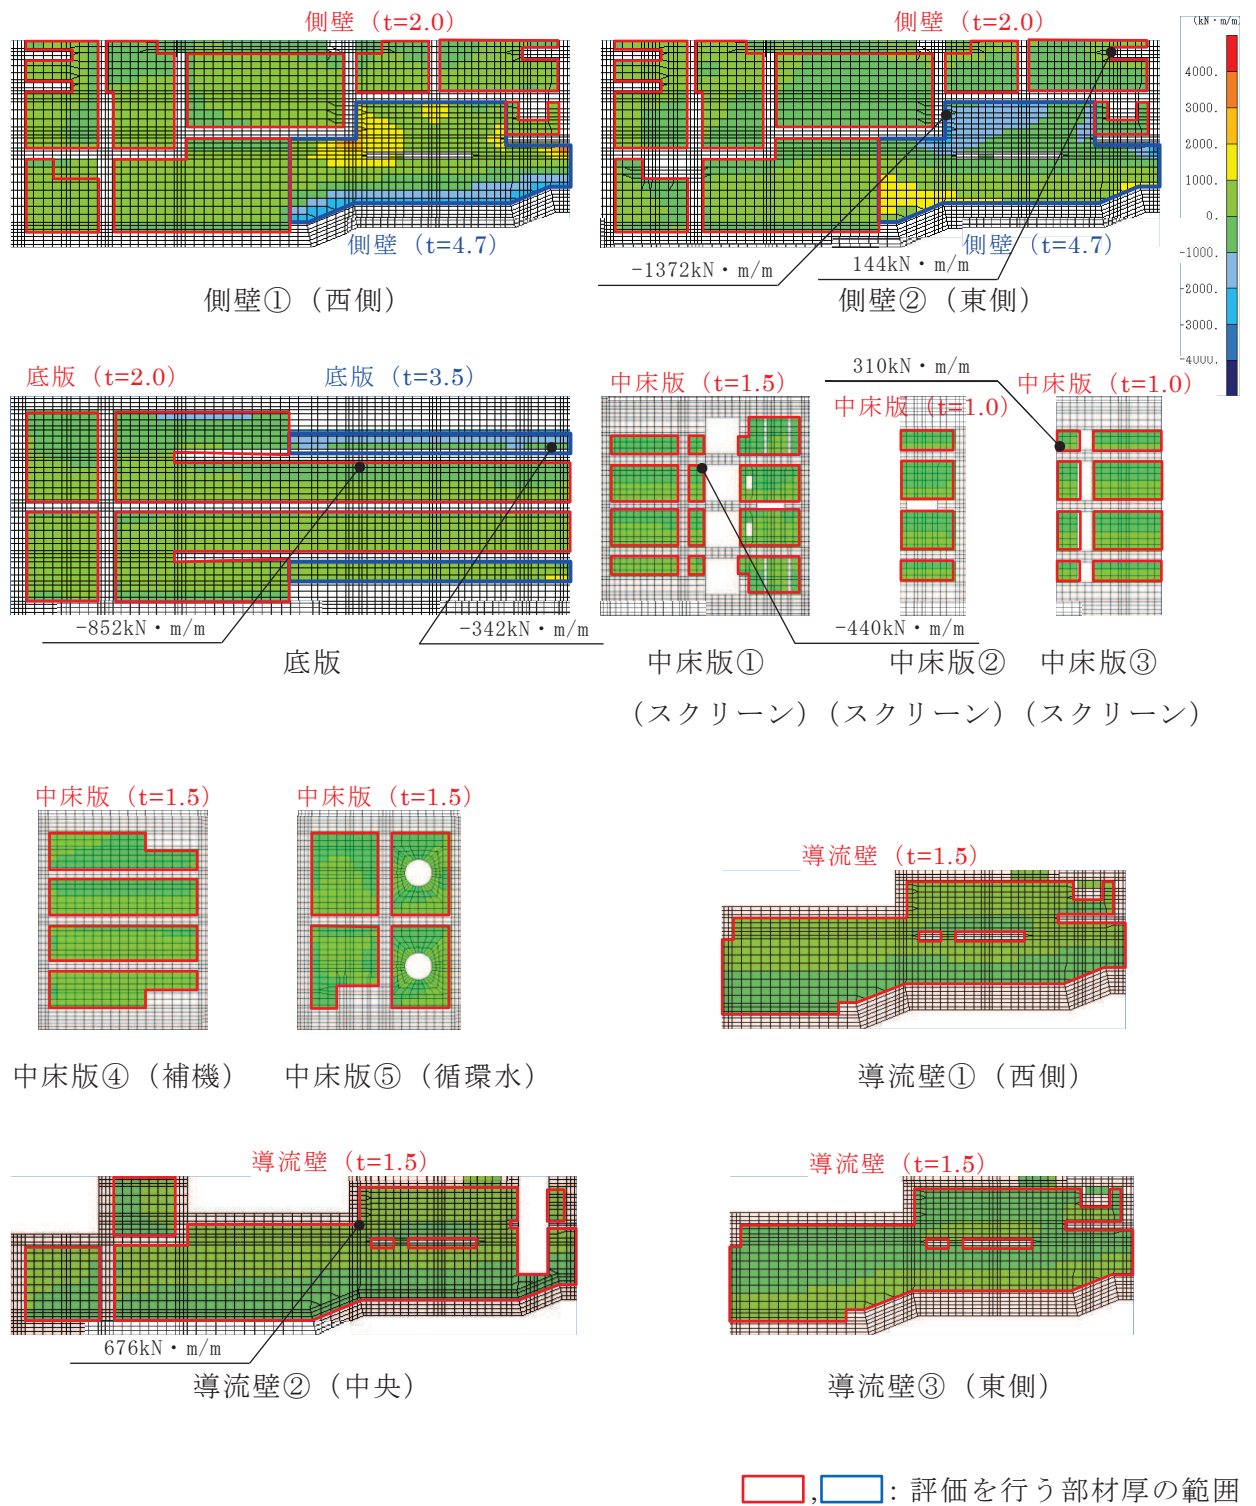 側壁（t=2.0）
側壁（t=2.0）
(kN・m/m)
4000.
3000.
2000.
1000.
0.
-1000.
-2000.
-3000.
-4000.
側壁（t=4.7）
側壁（t=4.7）
-1372kN・m/m
144kN・m/m
側壁①（西側）
側壁②（東側）
310kN・m/m
底版（t=2.0）
底版（t=3.5）
中床版（t=1.5）
中床版（t=1.0）
中床版（t=1.0）
-852kN・m/m
-342kN・m/m
-440kN・m/m
底版
中床版①
中床版②
中床版③
（スクリーン）（スクリーン）（スクリーン）
中床版（t=1.5）
中床版（t=1.5）
導流壁（t=1.5）
中床版④（補機）
中床版⑤（循環水）
導流壁①（西側）
導流壁（t=1.5）
導流壁（t=1.5）
676kN・m/m
導流壁②（中央）
導流壁③（東側）
,　：評価を行う部材厚の範囲